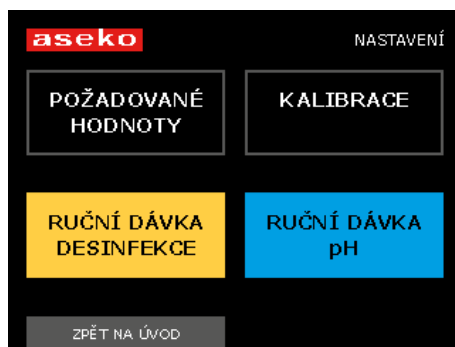 aseko
NASTAVENÍ
POŽADOVANÉ
HODNOTY
KALIBRACE
RUČNÍ DÁVKA
DESINFEKCE
RUČNÍ DÁVKA
pH
ZPĚT NA ÚVOD